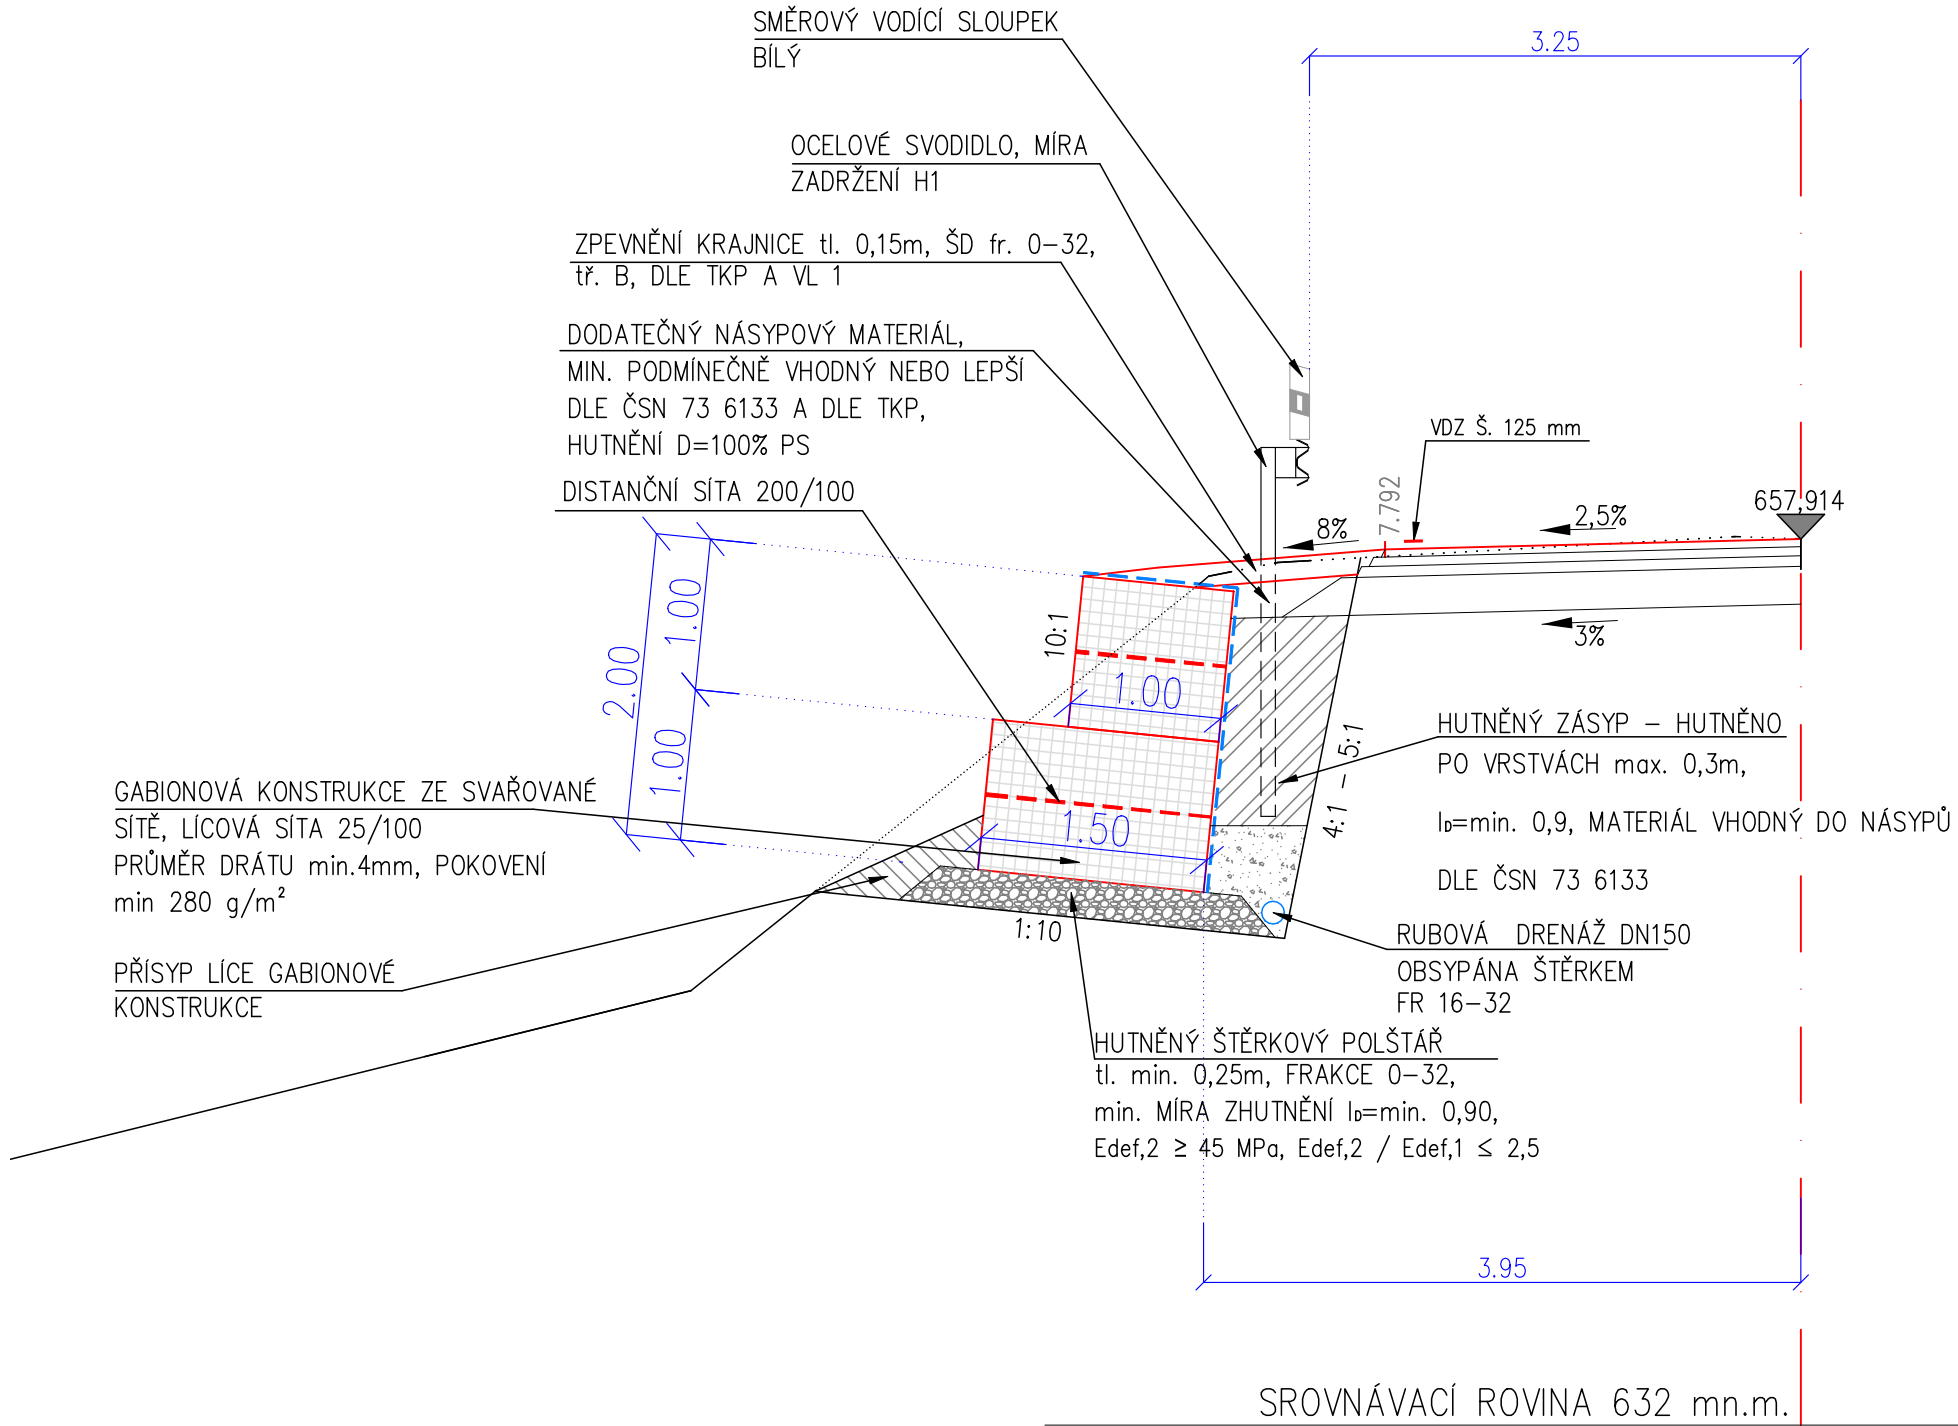 SMĚROVÝ VODÍCÍ SLOUPEK
BÍLÝ
3.25
OCELOVÉ SVODIDLO, MÍRA
ZADRŽENÍ H1
ZPEVNĚNÍ KRAJNICE tl. 0,15m, ŠD fr. 0-32,
tř. B, DLE TKP A VL 1
DODATEČNÝ NÁSYPOVÝ MATERIÁL,
MIN. PODMÍNEČNĚ VHODNÝ NEBO LEPŠÍ
DLE ČSN 73 6133 A DLE TKP,
HUTNĚNÍ D=100% PS
DISTANČNÍ SÍTA 200/100
VDZ Š. 125 mm
7.792
657,914
8%
2,5%
3%
10:1
1.00
2.00
1.00
1.00
1.50
4:1 - 5:1
1:10
HUTNĚNÝ ZÁSYP - HUTNĚNO
PO VRSTVÁCH max. 0,3m,
ID=min. 0,9, MATERIÁL VHODNÝ DO NÁSYPŮ
DLE ČSN 73 6133
GABIONOVÁ KONSTRUKCE ZE SVAŘOVANÉ
SÍTĚ, LÍCOVÁ SÍTA 25/100
PRŮMĚR DRÁTU min.4mm, POKOVENÍ
min 280 g/m²
PŘÍSYP LÍCE GABIONOVÉ
KONSTRUKCE
RUBOVÁ DRENÁŽ DN150
OBSYPÁNA ŠTĚRKEM
FR 16-32
HUTNĚNÝ ŠTĚRKOVÝ POLŠTÁŘ
tl. min. 0,25m, FRAKCE 0-32,
min. MÍRA ZHUTNĚNÍ ID=min. 0,90,
Edef,2 ≥ 45 MPa, Edef,2 / Edef,1 ≤ 2,5
3.95
SROVNÁVACÍ ROVINA 632 mn.m.